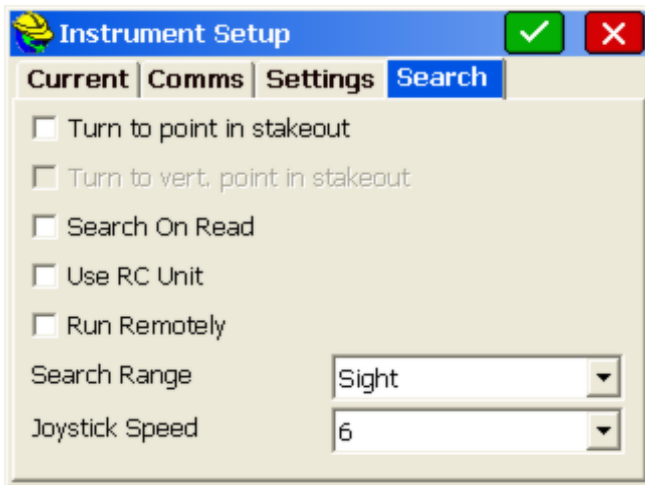 Instrument Setup
Current Comms Settings Search
Turn to point in stakeout
Turn to vert. point in stakeout
Search On Read
Use RC Unit
Run Remotely
Search Range Sight
Joystick Speed 6